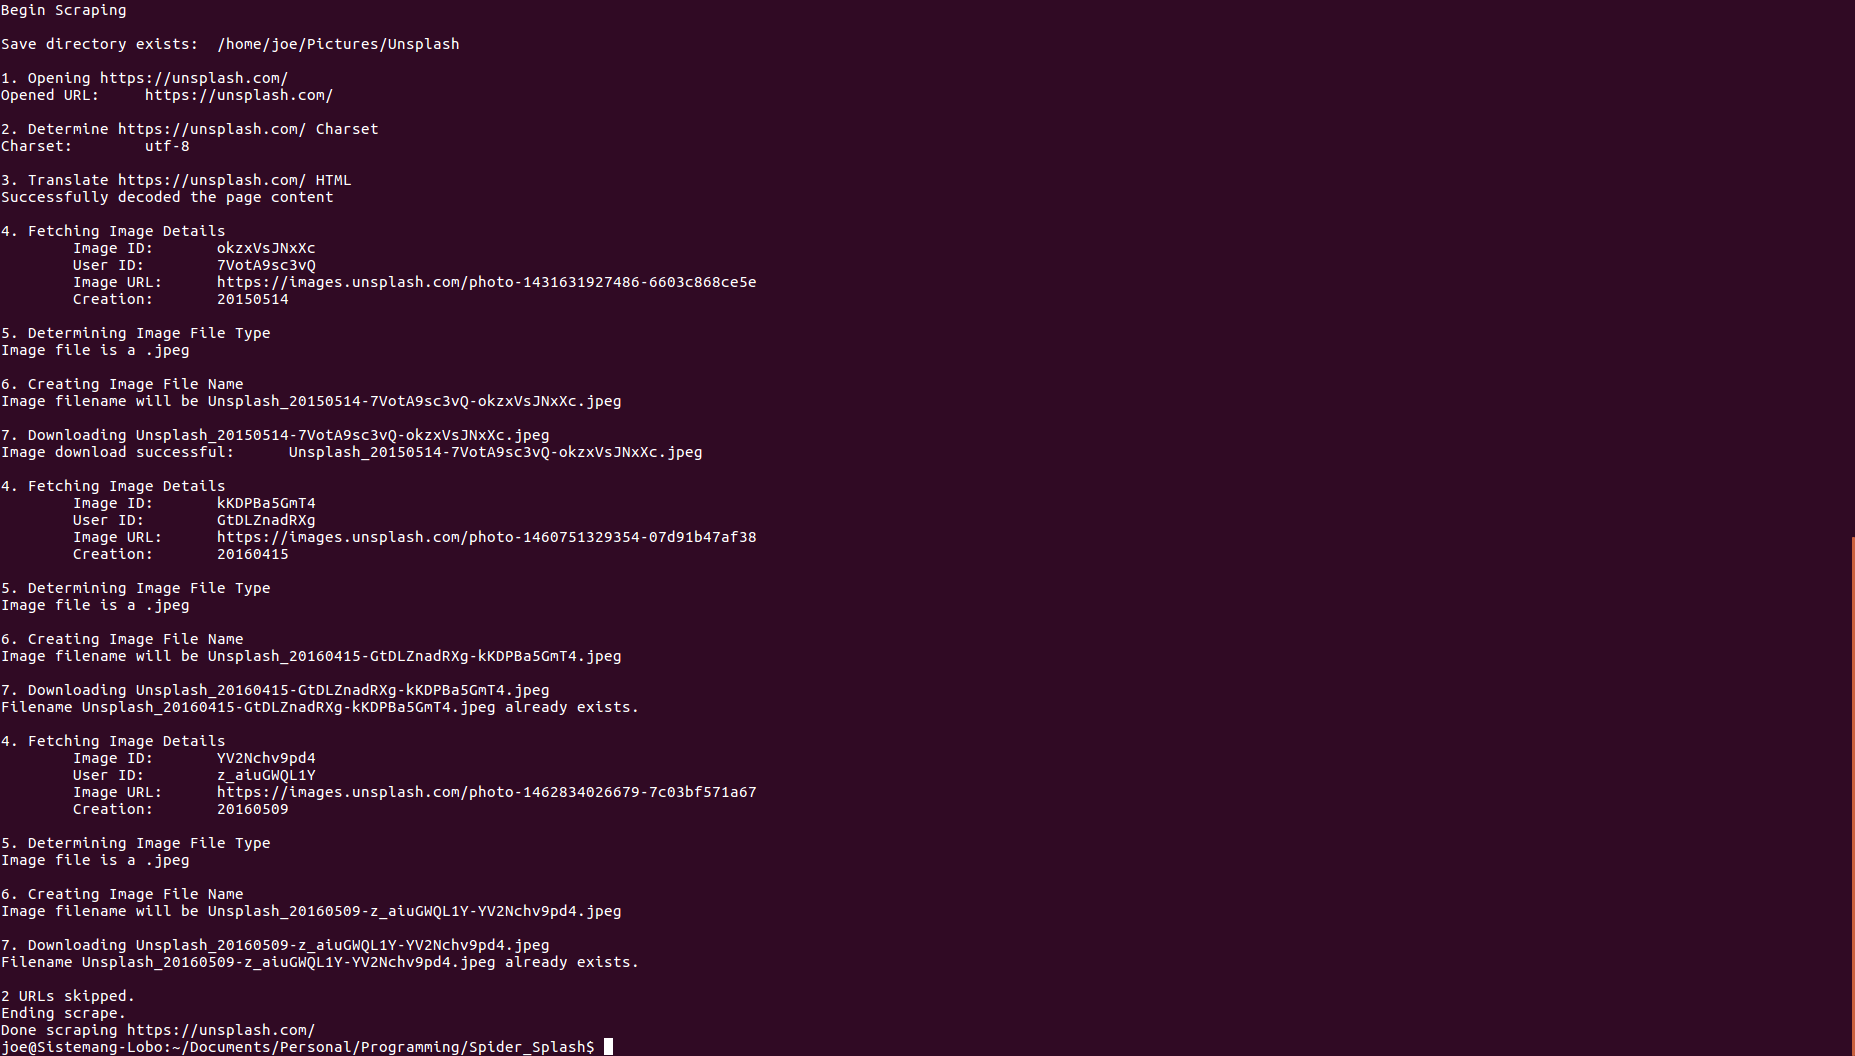 Begin Scraping
Save directory exists:  /home/joe/Pictures/Unsplash
1. Opening https://unsplash.com/
Opened URL:     https://unsplash.com/
2. Determine https://unsplash.com/ Charset
Charset:        utf-8
3. Translate https://unsplash.com/ HTML
Successfully decoded the page content
4. Fetching Image Details
Image ID:       okzxVsJNxXc
User ID:        7VotA9sc3vQ
Image URL:      https://images.unsplash.com/photo-1431631927486-6603c868ce5e
Creation:       20150514
5. Determining Image File Type
Image file is a .jpeg
6. Creating Image File Name
Image filename will be Unsplash_20150514-7VotA9sc3vQ-okzxVsJNxXc.jpeg
7. Downloading Unsplash_20150514-7VotA9sc3vQ-okzxVsJNxXc.jpeg
Image download successful:      Unsplash_20150514-7VotA9sc3vQ-okzxVsJNxXc.jpeg
4. Fetching Image Details
Image ID:       kKDPBa5GmT4
User ID:        GtDLZnadRXg
Image URL:      https://images.unsplash.com/photo-1460751329354-07d91b47af38
Creation:       20160415
5. Determining Image File Type
Image file is a .jpeg
6. Creating Image File Name
Image filename will be Unsplash_20160415-GtDLZnadRXg-kKDPBa5GmT4.jpeg
7. Downloading Unsplash_20160415-GtDLZnadRXg-kKDPBa5GmT4.jpeg
Filename Unsplash_20160415-GtDLZnadRXg-kKDPBa5GmT4.jpeg already exists.
4. Fetching Image Details
Image ID:       YV2Nchv9pd4
User ID:        z_aiuGWQL1Y
Image URL:      https://images.unsplash.com/photo-1462834026679-7c03bf571a67
Creation:       20160509
5. Determining Image File Type
Image file is a .jpeg
6. Creating Image File Name
Image filename will be Unsplash_20160509-z_aiuGWQL1Y-YV2Nchv9pd4.jpeg
7. Downloading Unsplash_20160509-z_aiuGWQL1Y-YV2Nchv9pd4.jpeg
Filename Unsplash_20160509-z_aiuGWQL1Y-YV2Nchv9pd4.jpeg already exists.
2 URLs skipped.
Ending scrape.
Done scraping https://unsplash.com/
joe@Sistemang-Lobo:~/Documents/Personal/Programming/Spider_Splash$